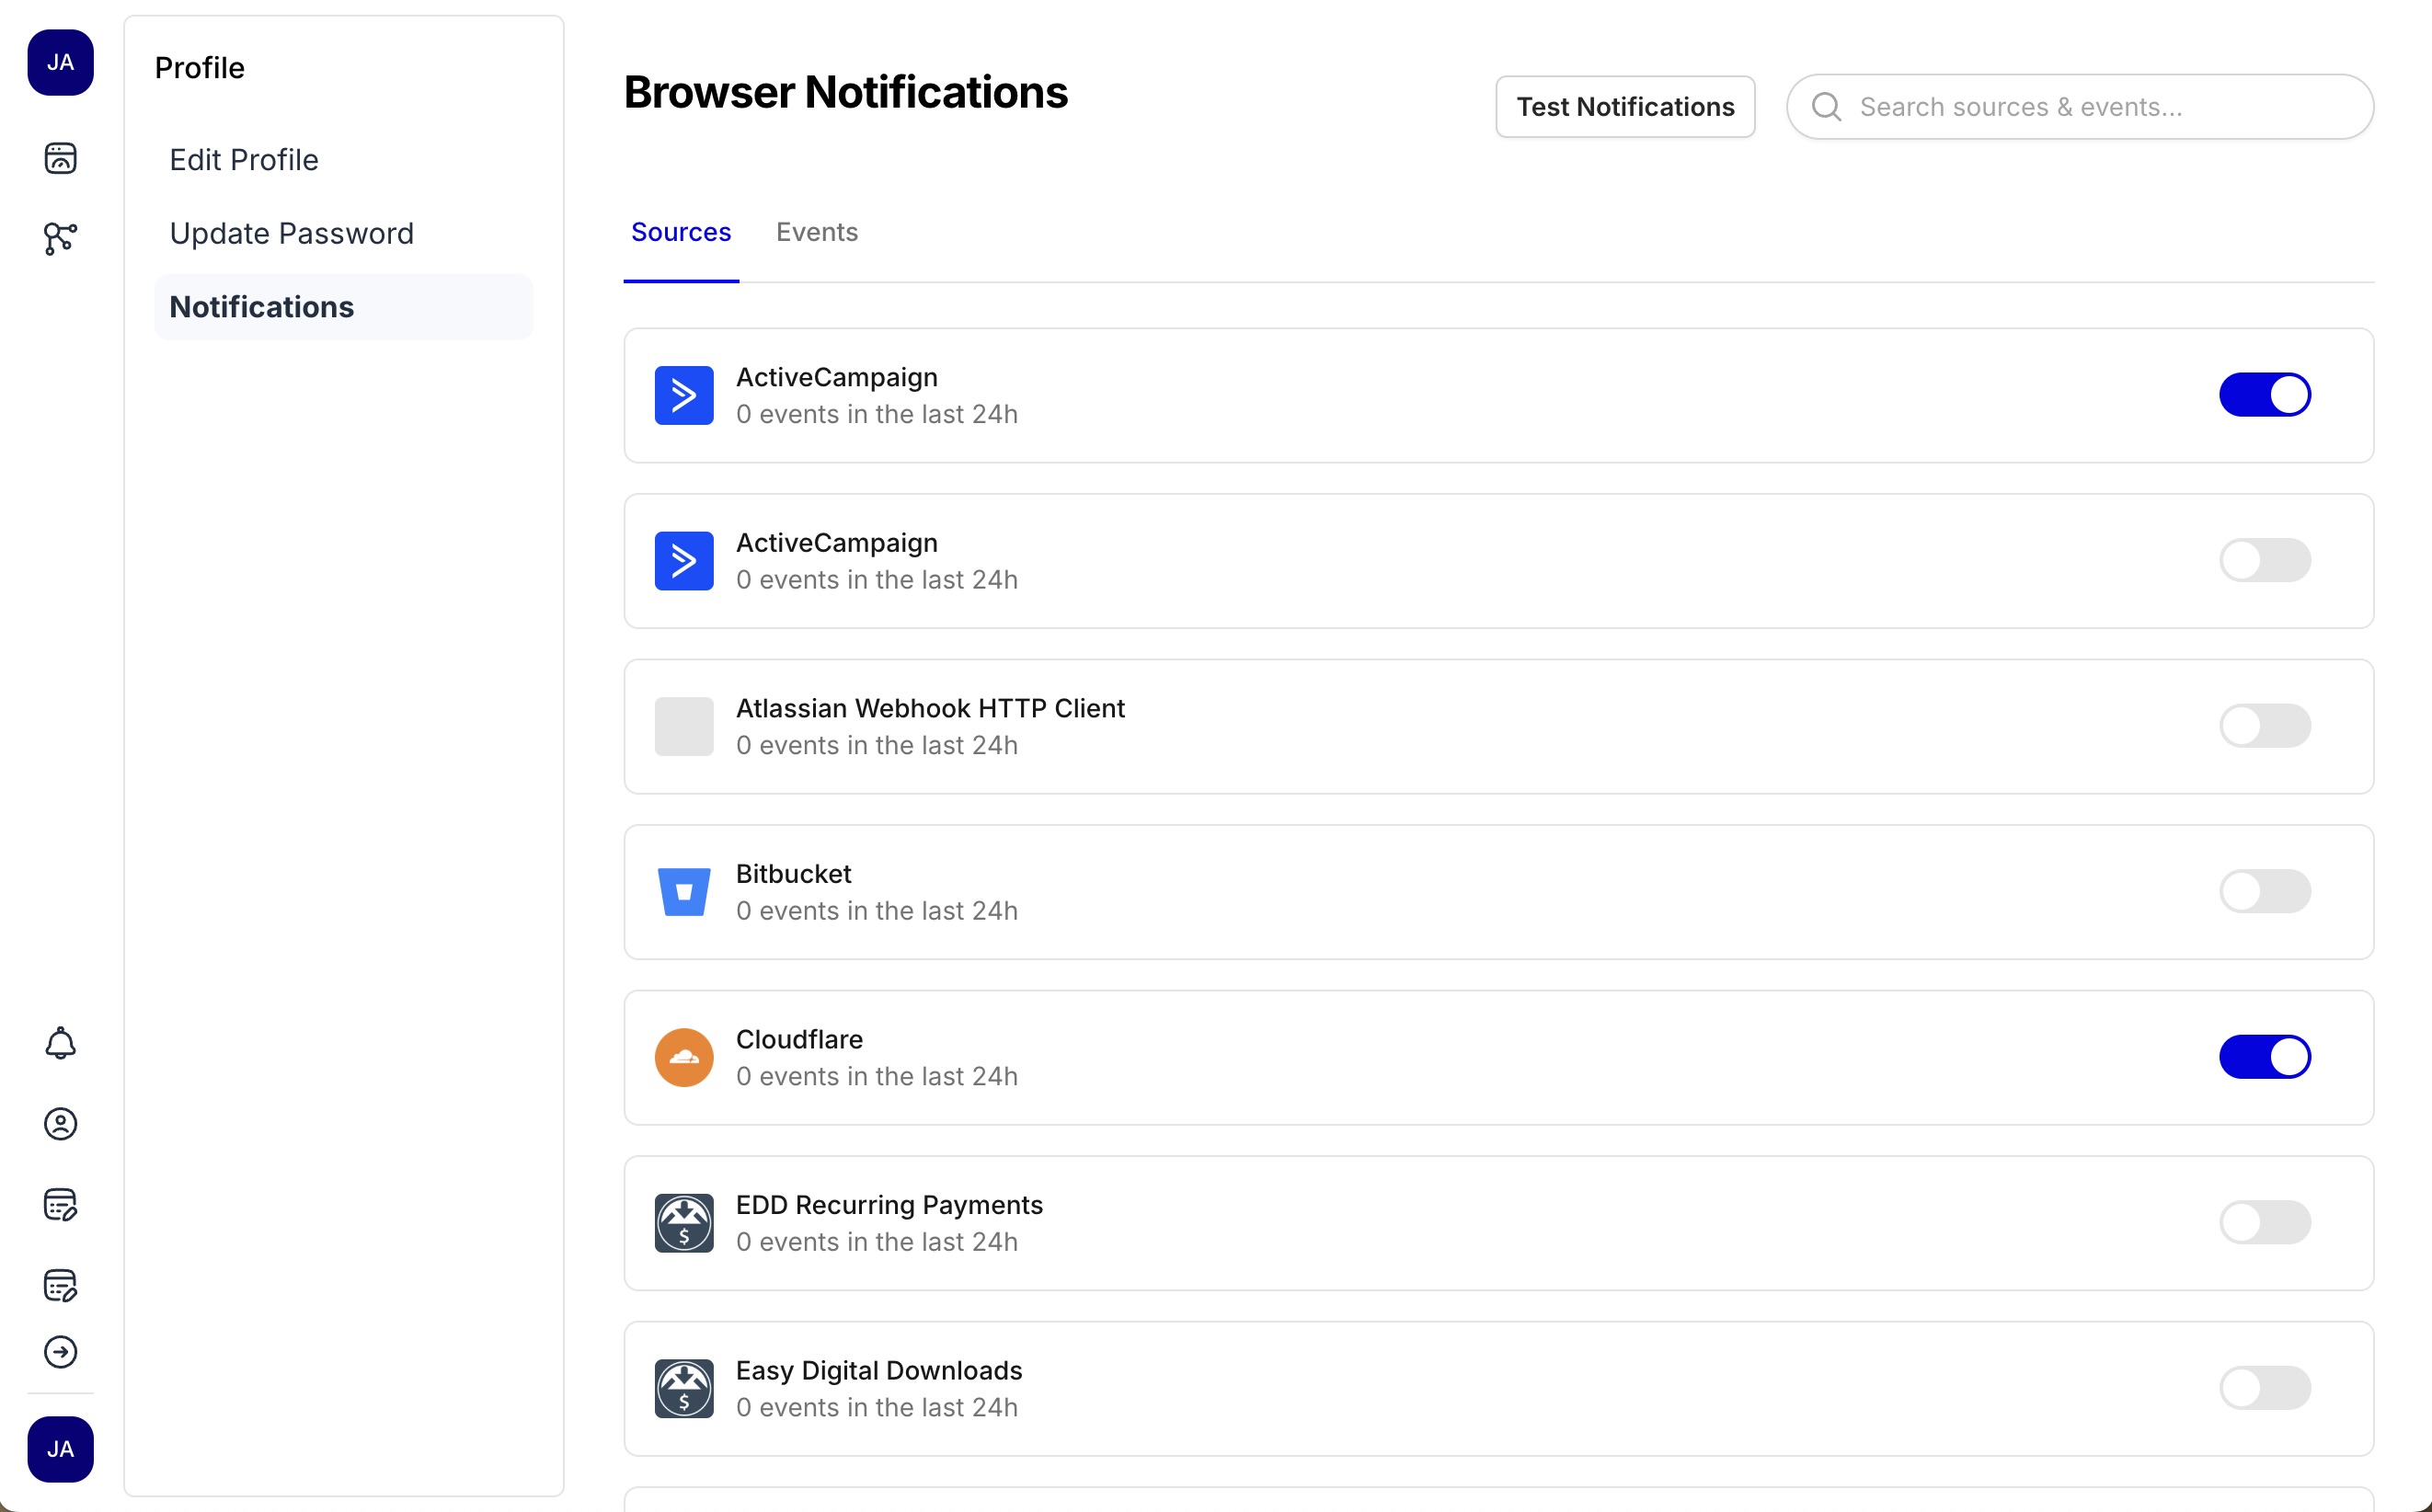 JA
Profile
Edit Profile
Update Password
Notifications
Browser Notifications
Test Notifications
Search sources & events...
Sources
Events
ActiveCampaign
0 events in the last 24h
ActiveCampaign
0 events in the last 24h
Atlassian Webhook HTTP Client
0 events in the last 24h
Bitbucket
0 events in the last 24h
Cloudflare
0 events in the last 24h
$
EDD Recurring Payments
0 events in the last 24h
$
Easy Digital Downloads
0 events in the last 24h
JA